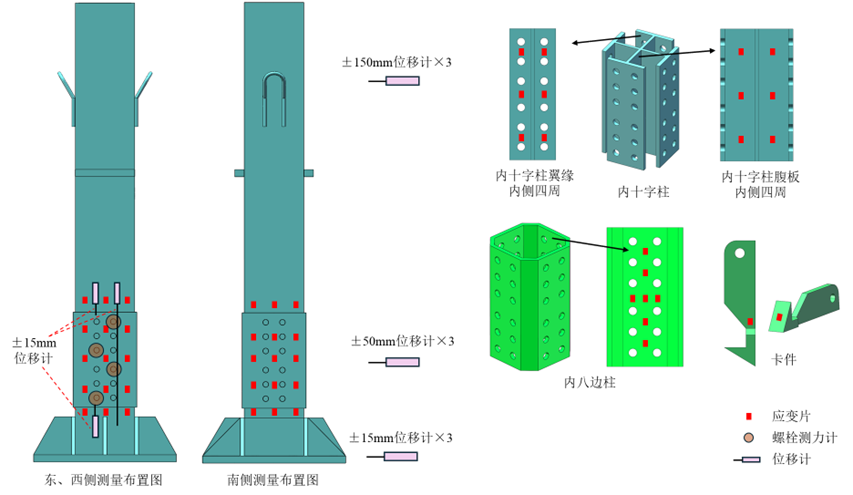 ±150mm位移计×3
±15mm
位移计
±50mm位移计×3
±15mm位移计×3
东、西侧测量布置图
南侧测量布置图
内十字柱翼缘
内侧四周
内十字柱
内十字柱腹板
内侧四周
内八边柱
卡件
应变片
螺栓测力计
位移计